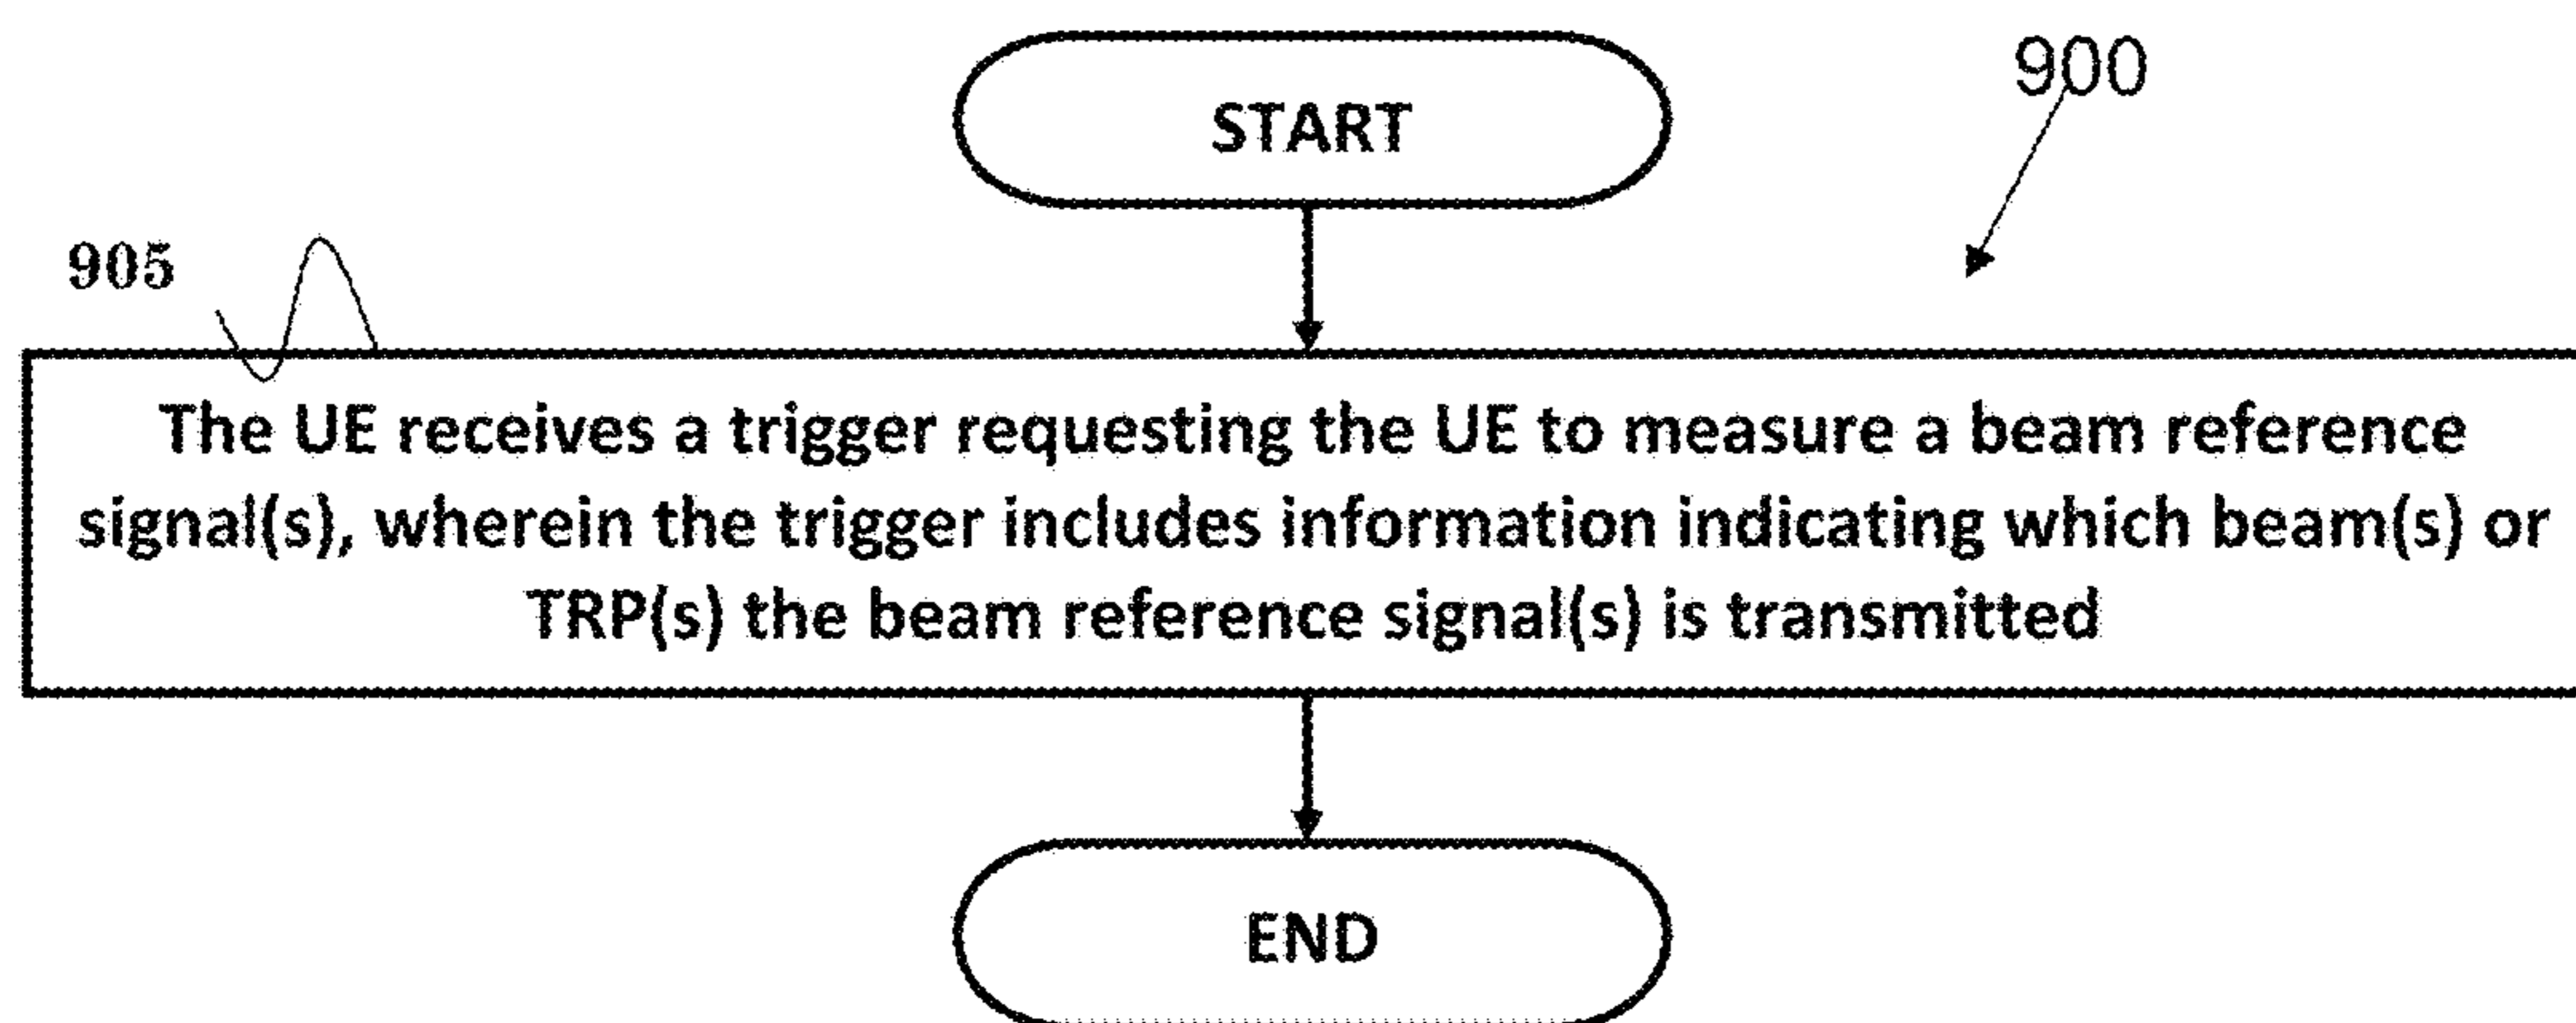 START
900
905
The UE receives a trigger requesting the UE to measure a beam reference
signal(s), wherein the trigger includes information indicating which beam(s) or
TRP(s) the beam reference signal(s) is transmitted
END